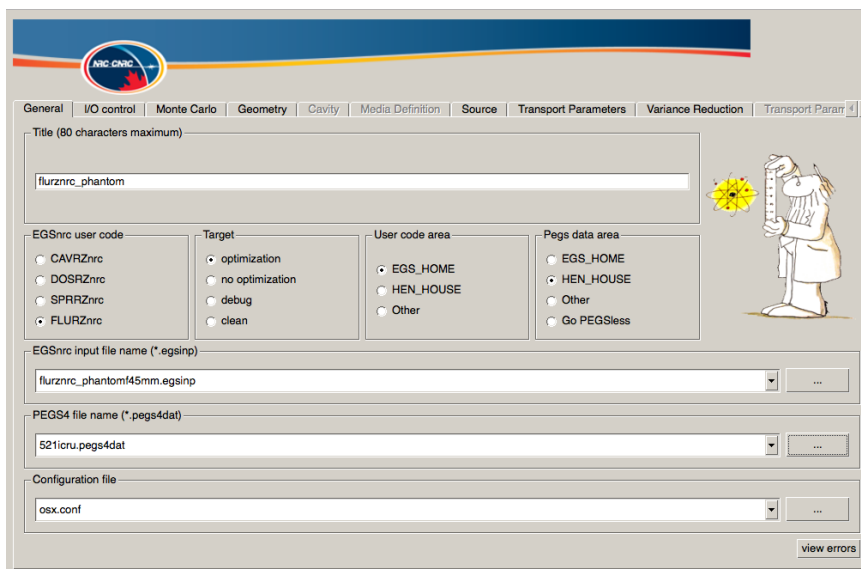 NRC·CNRC
General I/O control Monte Carlo Geometry Cavity Media Definition Source Transport Parameters Variance Reduction Transport Param
Title (80 characters maximum)
flurznrc_phantom
EGSnrc user code Target User code area Pegs data area
CAVRZnrc optimization EGS_HOME EGS_HOME
DOSRZnrc no optimization HEN_HOUSE HEN_HOUSE
SPRRZnrc debug Other Other
FLURZnrc clean Go PEGSless
EGSnrc input file name (*.egsinp)
flurznrc_phantomf45mm.egsinp
...
PEGS4 file name (*.pegs4dat)
521icru.pegs4dat
...
Configuration file
osx.conf
...
view errors